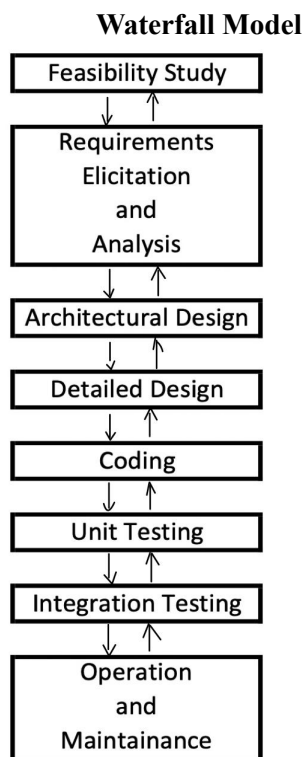 Waterfall Model
Feasibility Study
Requirements
Elicitation
and
Analysis
Architectural Design
Detailed Design
Coding
Unit Testing
Integration Testing
Operation
and
Maintainance